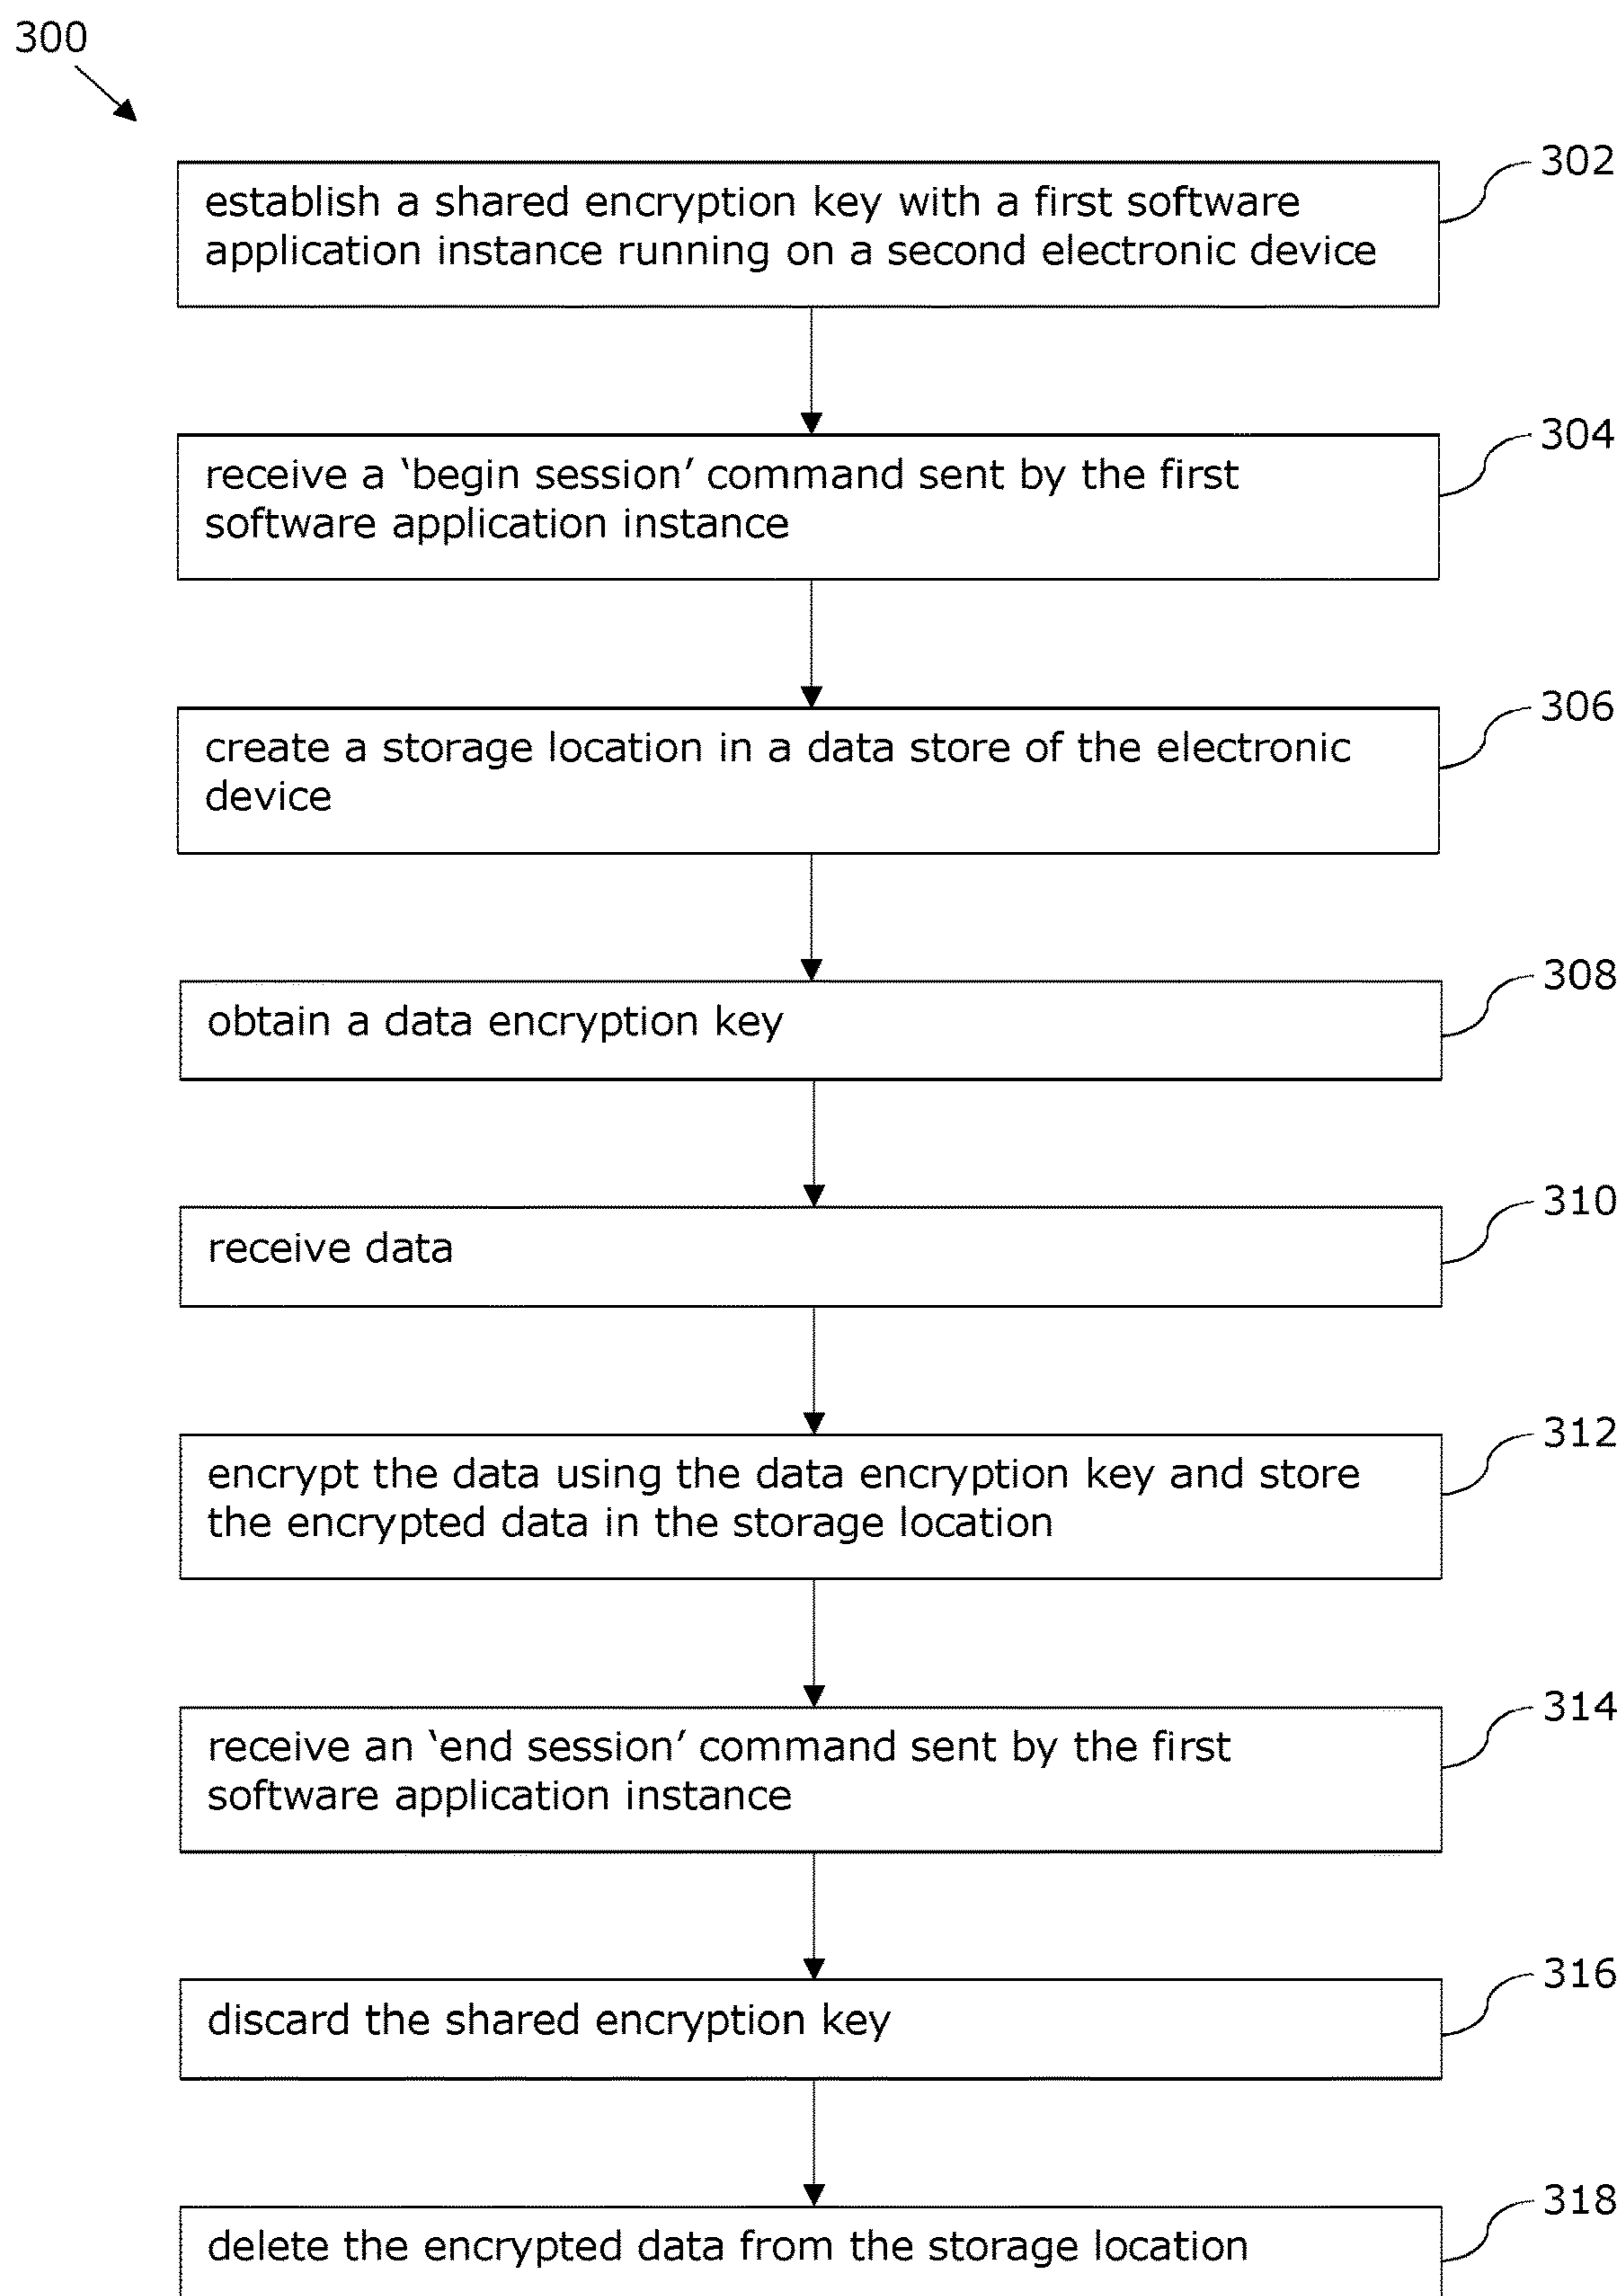 300
302
establish a shared encryption key with a first software
application instance running on a second electronic device
304
receive a ‘begin session’ command sent by the first
software application instance
306
create a storage location in a data store of the electronic
device
308
obtain a data encryption key
310
receive data
312
encrypt the data using the data encryption key and store
the encrypted data in the storage location
314
receive an ‘end session’ command sent by the first
software application instance
316
discard the shared encryption key
318
delete the encrypted data from the storage location